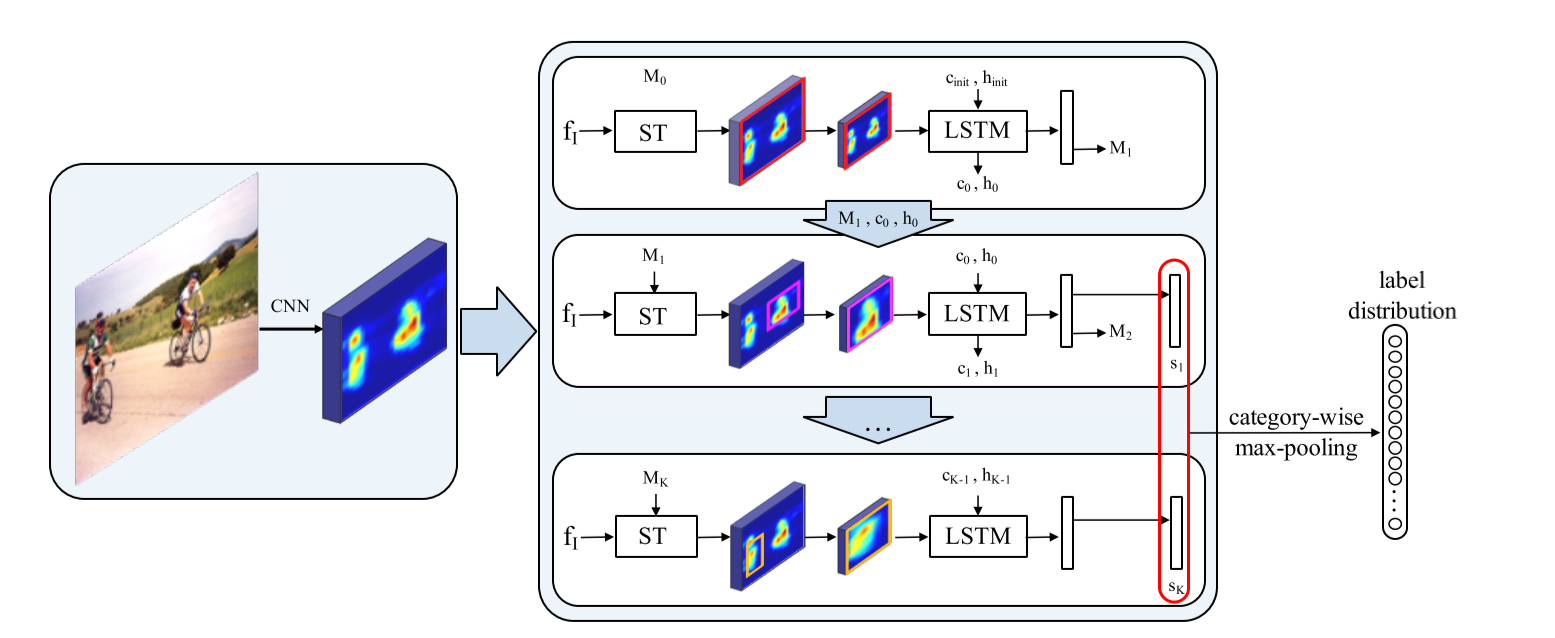 CNN
M0
fI
ST
cinit , hinit
LSTM
M1
c0 , h0
M1 , c0 , h0
M1
fI
ST
c0 , h0
LSTM
M2
c1 , h1
s1
...
MK
fI
ST
cK-1 , hK-1
LSTM
sK
category-wise
max-pooling
label
distribution